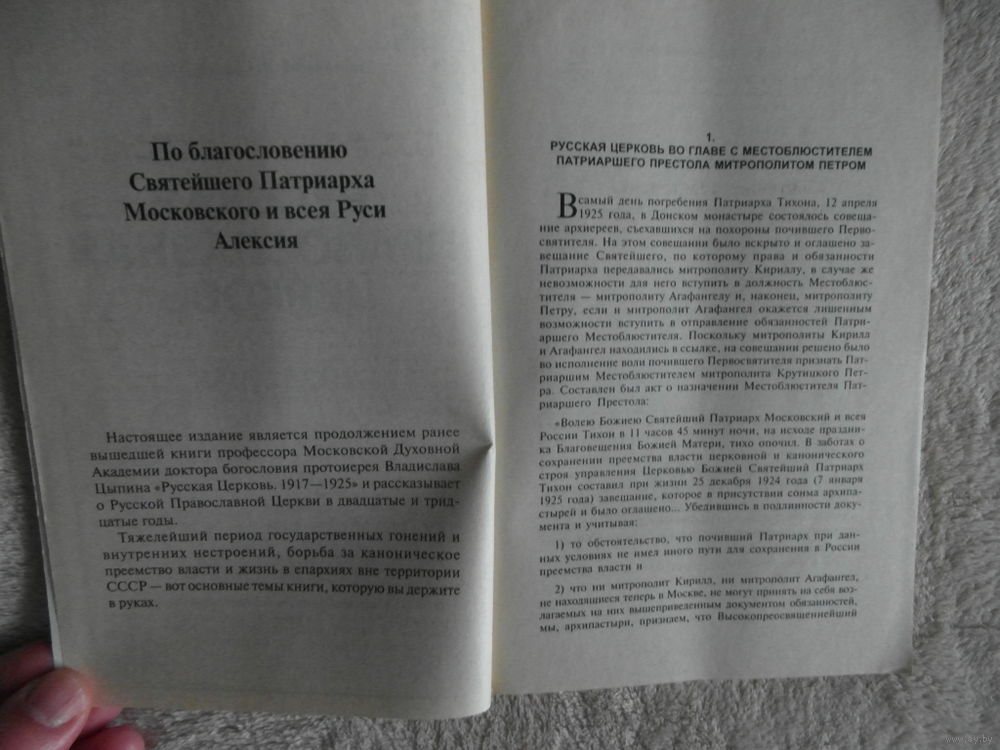 По благословению
Святейшего Патриарха
Московского и всея Руси
Алексия
Настоящее издание является продолжением ранее
вышедшей книги профессора Московской Духовной
Академии доктора богословия протоиерея Владислава
Цыпина «Русская Церковь. 1917—1925» и рассказывает
о Русской Православной Церкви в двадцатые и трид-
цатые годы.
Тяжелейший период государственных гонений и
внутренних нестроений, борьба за каноническое
преемство власти и жизнь в епархиях вне территории
СССР — вот основные темы книги, которую вы держите
в руках.
1.
РУССКАЯ ЦЕРКОВЬ ВО ГЛАВЕ С МЕСТОБЛЮСТИТЕЛЕМ
ПАТРИАРШЕГО ПРЕСТОЛА МИТРОПОЛИТОМ ПЕТРОМ
В самый день погребения Патриарха Тихона, 12 апреля
1925 года, в Донском монастыре состоялось совеща-
ние архиереев, съехавшихся на похороны почившего Перво-
святителя. На этом совещании было вскрыто и оглашено за-
вещание Святейшего, по которому права и обязанности
Патриарха передавались митрополиту Кириллу, в случае же
невозможности для него вступить в должность Местоблюс-
тителя — митрополиту Агафангелу и, наконец, митрополиту
Петру, если и митрополит Агафангел окажется лишенным
возможности вступить в отправление обязанностей Патри-
аршего Местоблюстителя. Поскольку митрополиты Кирилл
и Агафангел находились в ссылке, на совещании решено было
во исполнение воли почившего Первосвятителя признать Пат-
риаршим Местоблюстителем митрополита Крутицкого Пет-
ра. Составлен был акт о назначении Местоблюстителя Пат-
риаршего Престола:
«Волею Божиею Святейший Патриарх Московский и всея
России Тихон в 11 часов 45 минут ночи, на исходе праздни-
ка Благовещения Божией Матери, тихо опочил. В заботах о
сохранении преемства власти церковной и канонического
строя управления Церковью Божией Святейший Патриарх
Тихон составил при жизни 25 декабря 1924 года (7 января
1925 года) завещание, которое в присутствии сонма архипа-
стырей и было оглашено... Убедившись в подлинности доку-
мента и учитывая:
1) то обстоятельство, что почивший Патриарх при дан-
ных условиях не имел иного пути для сохранения в России
преемства власти и
2) что ни митрополит Кирилл, ни митрополит Агафангел,
не находящиеся теперь в Москве, не могут принять на себя воз-
лагаемых на них вышеприведенным документом обязанностей,
мы, архипастыри, признаем, что Высокопреосвященнейший
www.ay.by